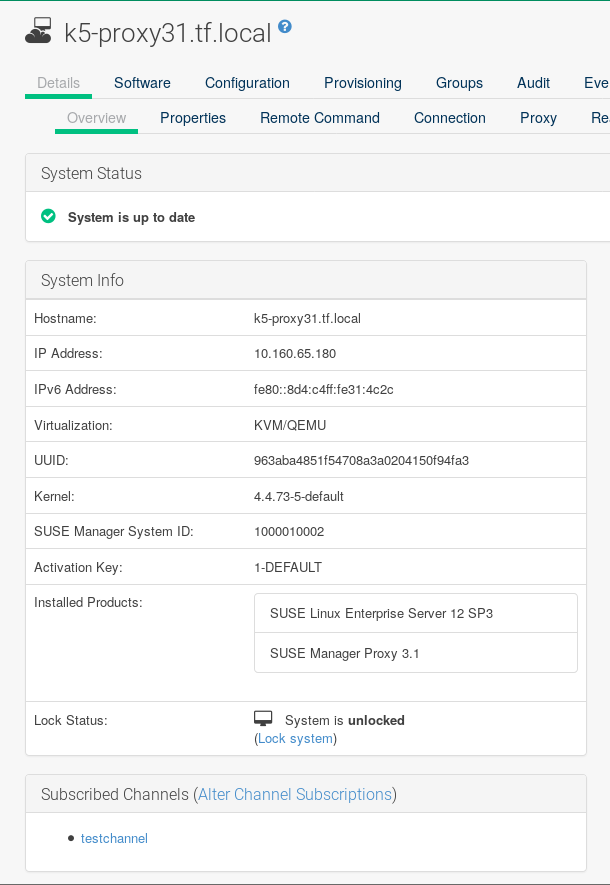 k5-proxy31.tf.local ?
Details Software Configuration Provisioning Groups Audit Eve
Overview Properties Remote Command Connection Proxy Re
System Status
System is up to date
System Info
Hostname: k5-proxy31.tf.local
IP Address: 10.160.65.180
IPv6 Address: fe80::8d4:c4ff:fe31:4c2c
Virtualization: KVM/QEMU
UUID: 963aba4851f54708a3a0204150f94fa3
Kernel: 4.4.73-5-default
SUSE Manager System ID: 1000010002
Activation Key: 1-DEFAULT
Installed Products: SUSE Linux Enterprise Server 12 SP3
SUSE Manager Proxy 3.1
Lock Status: System is unlocked
(Lock system)
Subscribed Channels (Alter Channel Subscriptions)
testchannel